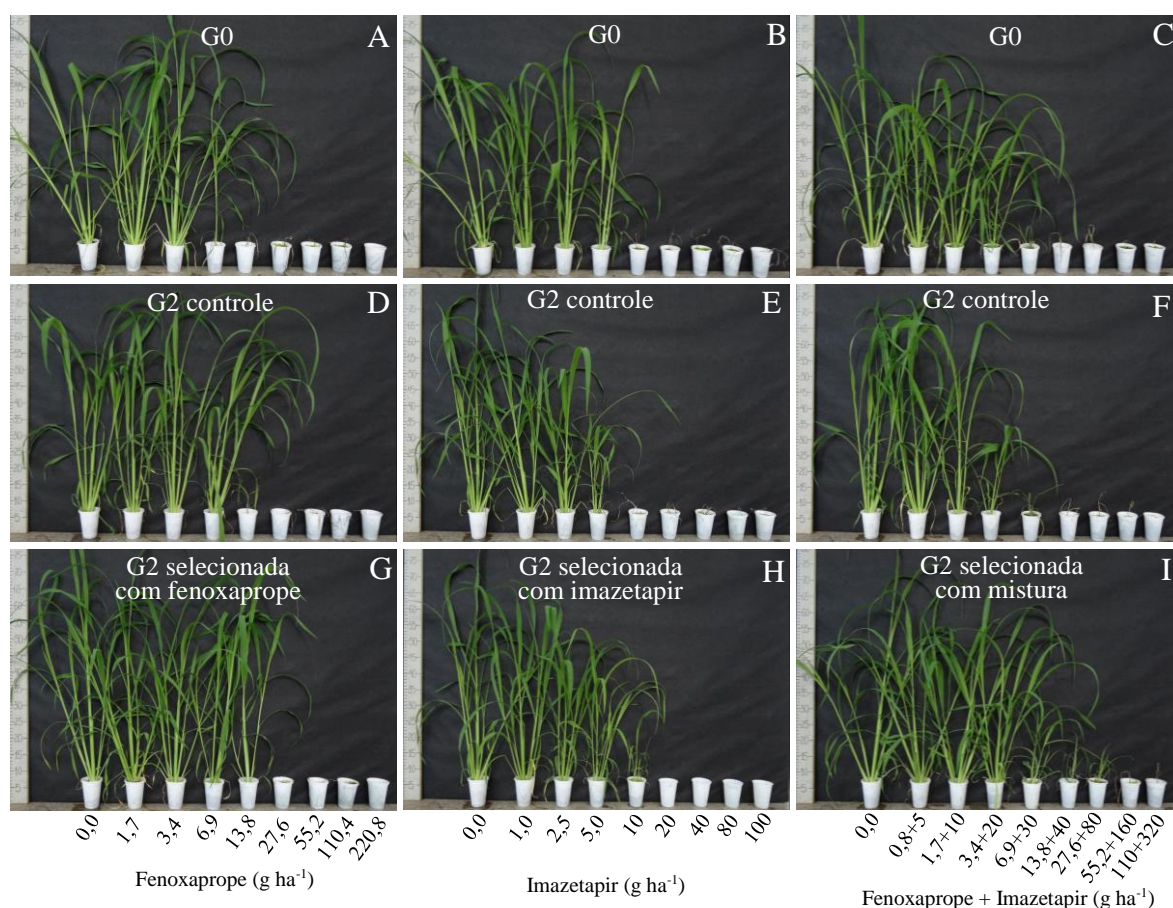 G0
A
G0
B
G0
C
G2 controle
D
G2 controle
E
G2 controle
F
G2 selecionada
com fenoxaprope
G
G2 selecionada
com imazetapir
H
G2 selecionada
com mistura
I
0,0
1,7
3,4
6,9
13,8
27,6
55,2
110,4
220,8
Fenoxaprope (g ha⁻¹)
0,0
1,0
2,5
5,0
10
20
40
80
100
Imazetapir (g ha⁻¹)
0,0
0,8+5
1,7+10
3,4+20
6,9+30
13,8+40
27,6+80
55,2+160
110+320
Fenoxaprope + Imazetapir (g ha⁻¹)